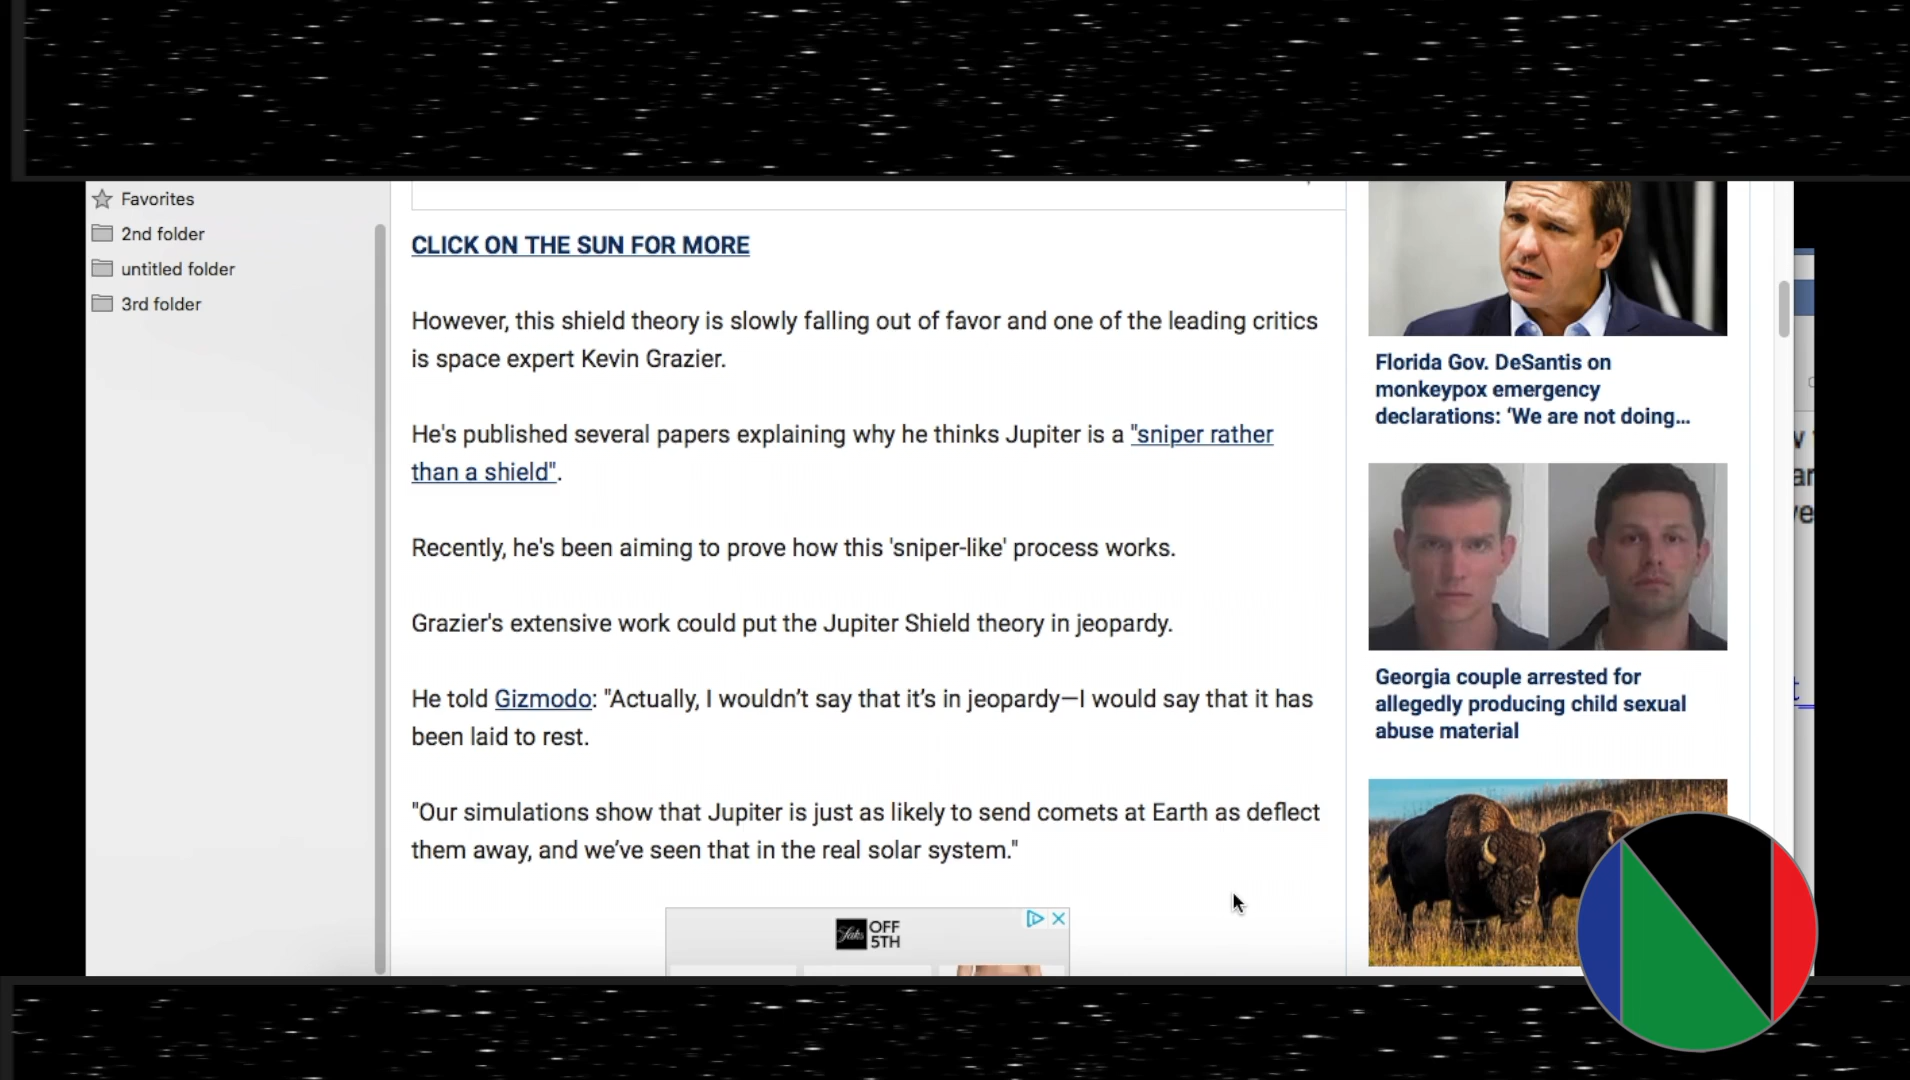 Favorites
2nd folder
untitled folder
3rd folder
CLICK ON THE SUN FOR MORE
However, this shield theory is slowly falling out of favor and one of the leading critics
is space expert Kevin Grazier.
He's published several papers explaining why he thinks Jupiter is a "sniper rather
than a shield".
Recently, he's been aiming to prove how this 'sniper-like' process works.
Grazier's extensive work could put the Jupiter Shield theory in jeopardy.
He told Gizmodo: "Actually, I wouldn’t say that it’s in jeopardy—I would say that it has
been laid to rest.
"Our simulations show that Jupiter is just as likely to send comets at Earth as deflect
them away, and we’ve seen that in the real solar system."
Saks OFF
5TH
Florida Gov. DeSantis on
monkeypox emergency
declarations: ‘We are not doing...
Georgia couple arrested for
allegedly producing child sexual
abuse material